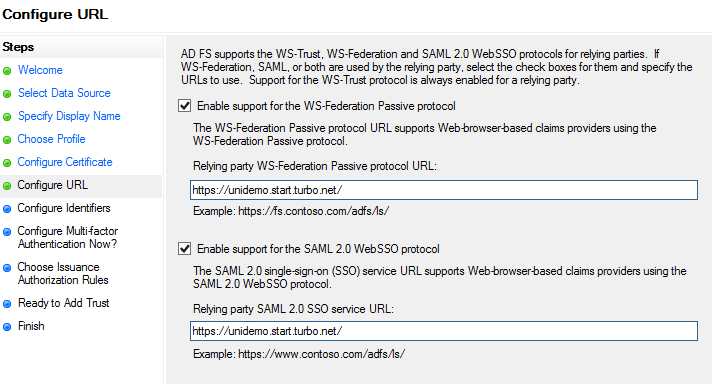 Configure URL
Steps
Welcome
Select Data Source
Specify Display Name
Choose Profile
Configure Certificate
Configure URL
Configure Identifiers
Configure Multi-factor
Authentication Now?
Choose Issuance
Authorization Rules
Ready to Add Trust
Finish
AD FS supports the WS-Trust, WS-Federation and SAML 2.0 WebSSO protocols for relying parties. If
WS-Federation, SAML, or both are used by the relying party, select the check boxes for them and specify the
URLs to use. Support for the WS-Trust protocol is always enabled for a relying party.
Enable support for the WS-Federation Passive protocol
The WS-Federation Passive protocol URL supports Web-browser-based claims providers using the
WS-Federation Passive protocol.
Relying party WS-Federation Passive protocol URL:
https://unidemo.start.turbo.net/
Example: https://fs.contoso.com/adfs/ls/
Enable support for the SAML 2.0 WebSSO protocol
The SAML 2.0 single-sign-on (SSO) service URL supports Web-browser-based claims providers using the
SAML 2.0 WebSSO protocol.
Relying party SAML 2.0 SSO service URL:
https://unidemo.start.turbo.net/
Example: https://www.contoso.com/adfs/ls/